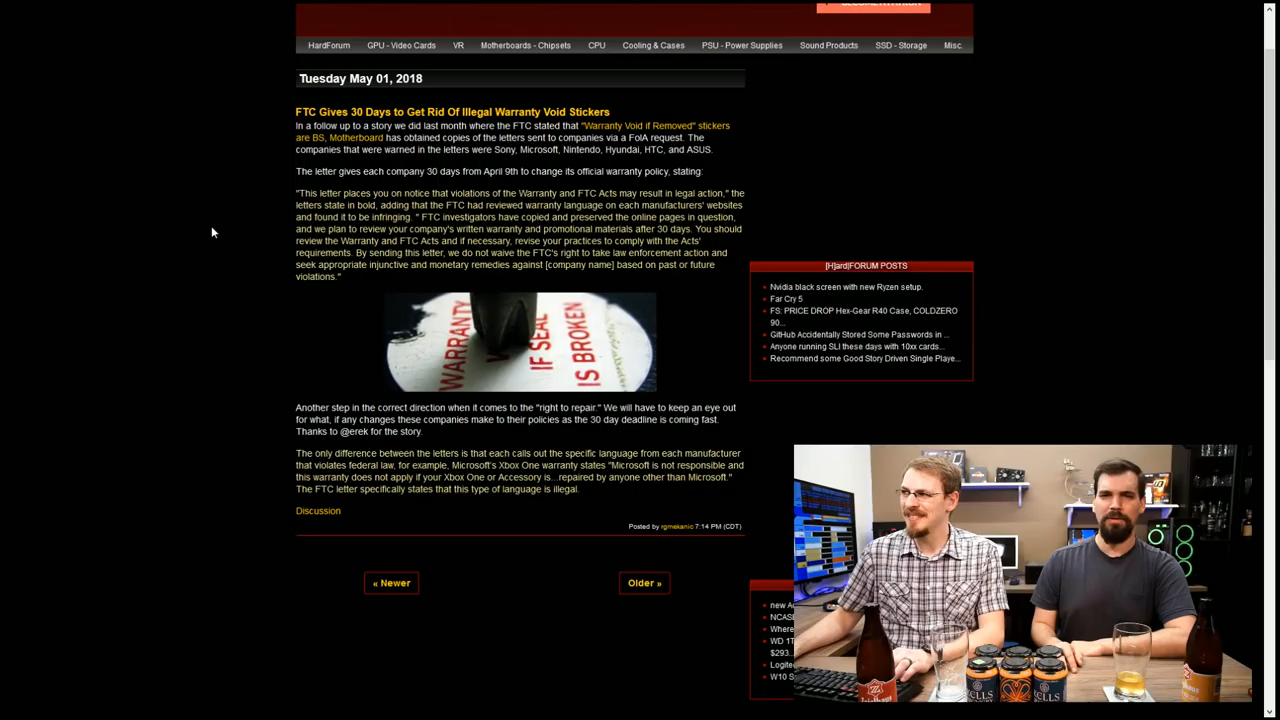 HardForum GPU - Video Cards VR Motherboards - Chipsets CPU Cooling & Cases PSU - Power Supplies Sound Products SSD - Storage Misc.
Tuesday May 01, 2018
FTC Gives 30 Days to Get Rid Of Illegal Warranty Void Stickers
In a follow up to a story we did last month where the FTC stated that "Warranty Void if Removed" stickers
are BS, Motherboard has obtained copies of the letters sent to companies via a FoIA request. The
companies that were warned in the letters were Sony, Microsoft, Nintendo, Hyundai, HTC, and ASUS.
The letter gives each company 30 days from April 9th to change its official warranty policy, stating:
"This letter places you on notice that violations of the Warranty and FTC Acts may result in legal action," the
letters state in bold, adding that the FTC had reviewed warranty language on each manufacturers' websites
and found it to be infringing. " FTC investigators have copied and preserved the online pages in question,
and we plan to review your company's written warranty and promotional materials after 30 days. You should
review the Warranty and FTC Acts and if necessary, revise your practices to comply with the Acts'
requirements. By sending this letter, we do not waive the FTC's right to take law enforcement action and
seek appropriate injunctive and monetary remedies against [company name] based on past or future
violations."
WARRANTY
IF SEAL
IS BROKEN
Another step in the correct direction when it comes to the "right to repair." We will have to keep an eye out
for what, if any changes these companies make to their policies as the 30 day deadline is coming fast.
Thanks to @erek for the story.
The only difference between the letters is that each calls out the specific language from each manufacturer
that violates federal law, for example, Microsoft's Xbox One warranty states "Microsoft is not responsible and
this warranty does not apply if your Xbox One or Accessory is...repaired by anyone other than Microsoft."
The FTC letter specifically states that this type of language is illegal.
Discussion
Posted by rgmekanic 7:14 PM (CDT)
« Newer
Older »
[H]ard|FORUM POSTS
Nvidia black screen with new Ryzen setup.
Far Cry 5
FS: PRICE DROP Hex-Gear R40 Case, COLDZERO
90...
GitHub Accidentally Stored Some Passwords in ...
Anyone running SLI these days with 10xx cards...
Recommend some Good Story Driven Single Playe...
new
NCAS
Where
WD 1T
$293...
Logite
W10 S